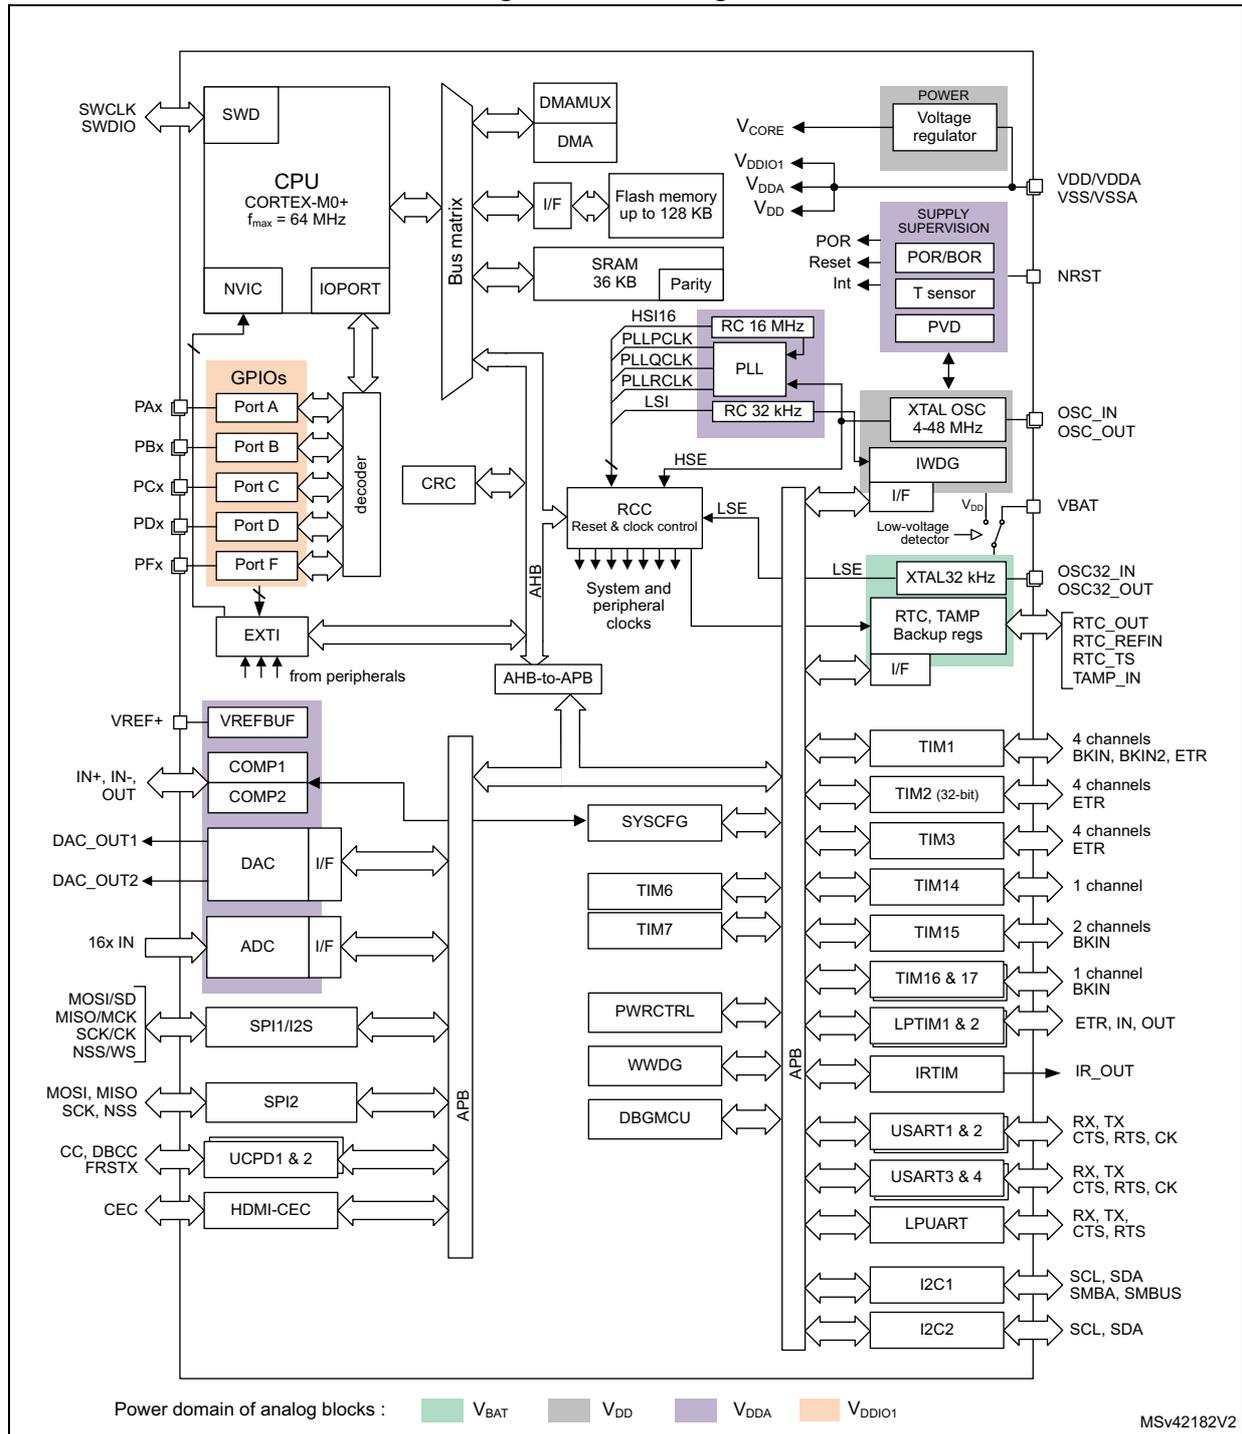 SWCLK
SWDIO
SWD
CPU
CORTEX-M0+
fmax = 64 MHz
NVIC
IOPORT
Bus matrix
DMAMUX
DMA
I/F
Flash memory
up to 128 KB
SRAM
36 KB
Parity
POWER
Voltage
regulator
VCORE
VDDIO1
VDDA
VDD
VDD/VDDA
VSS/VSSA
SUPPLY
SUPERVISION
POR
Reset
Int
POR/BOR
T sensor
PVD
NRST
HSI16
PLLPCLK
PLLQCLK
PLLRCLK
LSI
RC 16 MHz
PLL
RC 32 kHz
GPIOs
PAx
Port A
PBx
Port B
PCx
Port C
PDx
Port D
PFx
Port F
decoder
CRC
XTAL OSC
4-48 MHz
OSC_IN
OSC_OUT
IWDG
I/F
HSE
RCC
Reset & clock control
LSE
VDD
Low-voltage
detector
VBAT
System and
peripheral
clocks
LSE
XTAL32 kHz
OSC32_IN
OSC32_OUT
RTC, TAMP
Backup regs
I/F
RTC_OUT
RTC_REFIN
RTC_TS
TAMP_IN
AHB
EXTI
from peripherals
AHB-to-APB
VREF+
VREFBUF
IN+, IN-,
OUT
COMP1
COMP2
DAC_OUT1
DAC_OUT2
DAC
I/F
16x IN
ADC
I/F
MOSI/SD
MISO/MCK
SCK/CK
NSS/WS
SPI1/I2S
MOSI, MISO
SCK, NSS
SPI2
CC, DBCC
FRSTX
UCPD1 & 2
CEC
HDMI-CEC
APB
SYSCFG
TIM6
TIM7
PWRCTRL
WWDG
DBGMCU
APB
TIM1
4 channels
BKIN, BKIN2, ETR
TIM2 (32-bit)
4 channels
ETR
TIM3
4 channels
ETR
TIM14
1 channel
TIM15
2 channels
BKIN
TIM16 & 17
1 channel
BKIN
LPTIM1 & 2
ETR, IN, OUT
IRTIM
IR_OUT
USART1 & 2
RX, TX
CTS, RTS, CK
USART3 & 4
RX, TX
CTS, RTS, CK
LPUART
RX, TX,
CTS, RTS
I2C1
SCL, SDA
SMBA, SMBUS
I2C2
SCL, SDA
Power domain of analog blocks :
VBAT
VDD
VDDA
VDDIO1
MSv42182V2